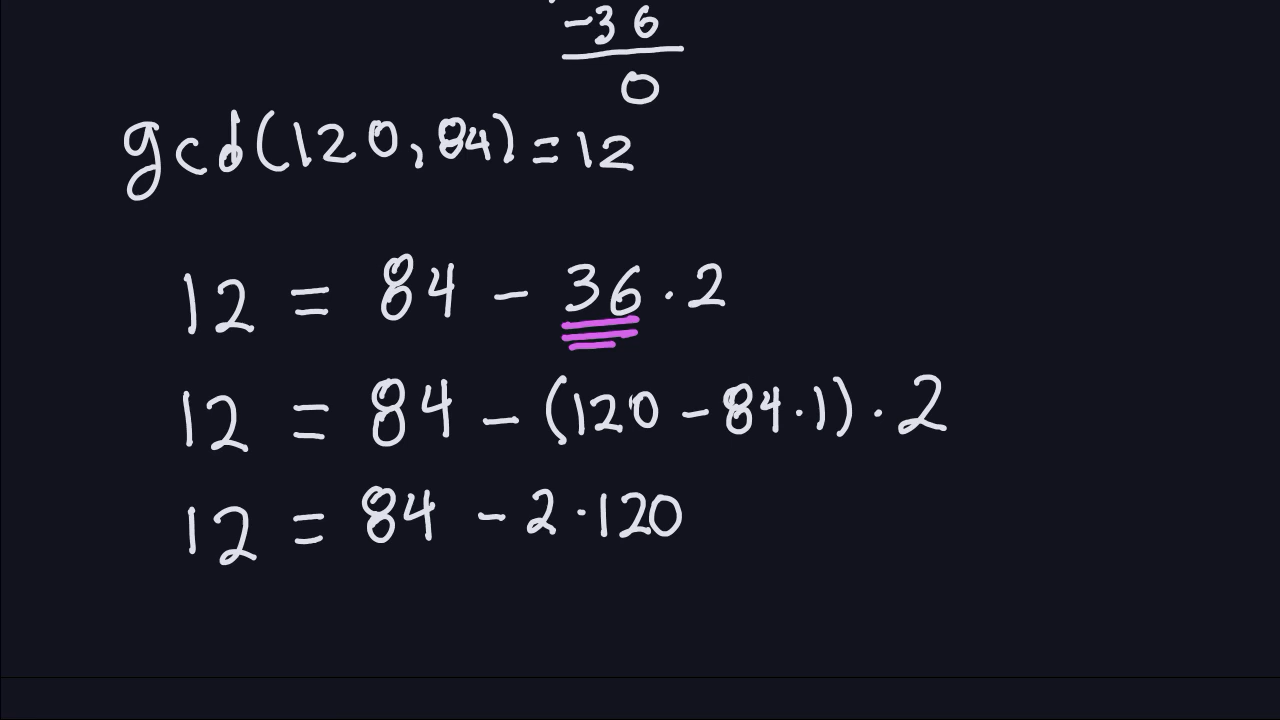 -36
0
gcd(120,84) = 12
12 = 84 - 36 · 2
12 = 84 - (120 - 84 · 1) · 2
12 = 84 - 2 · 120